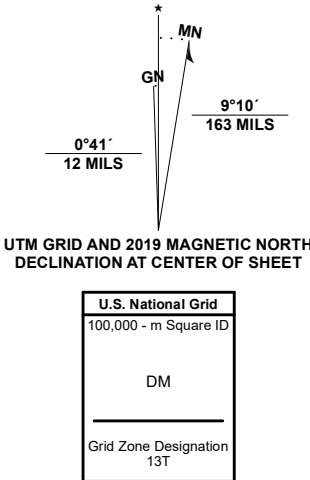 ★
MN
GN
9°10´
163 MILS
0°41´
12 MILS
UTM GRID AND 2019 MAGNETIC NORTH
DECLINATION AT CENTER OF SHEET
U.S. National Grid
100,000 - m Square ID
DM
Grid Zone Designation
13T